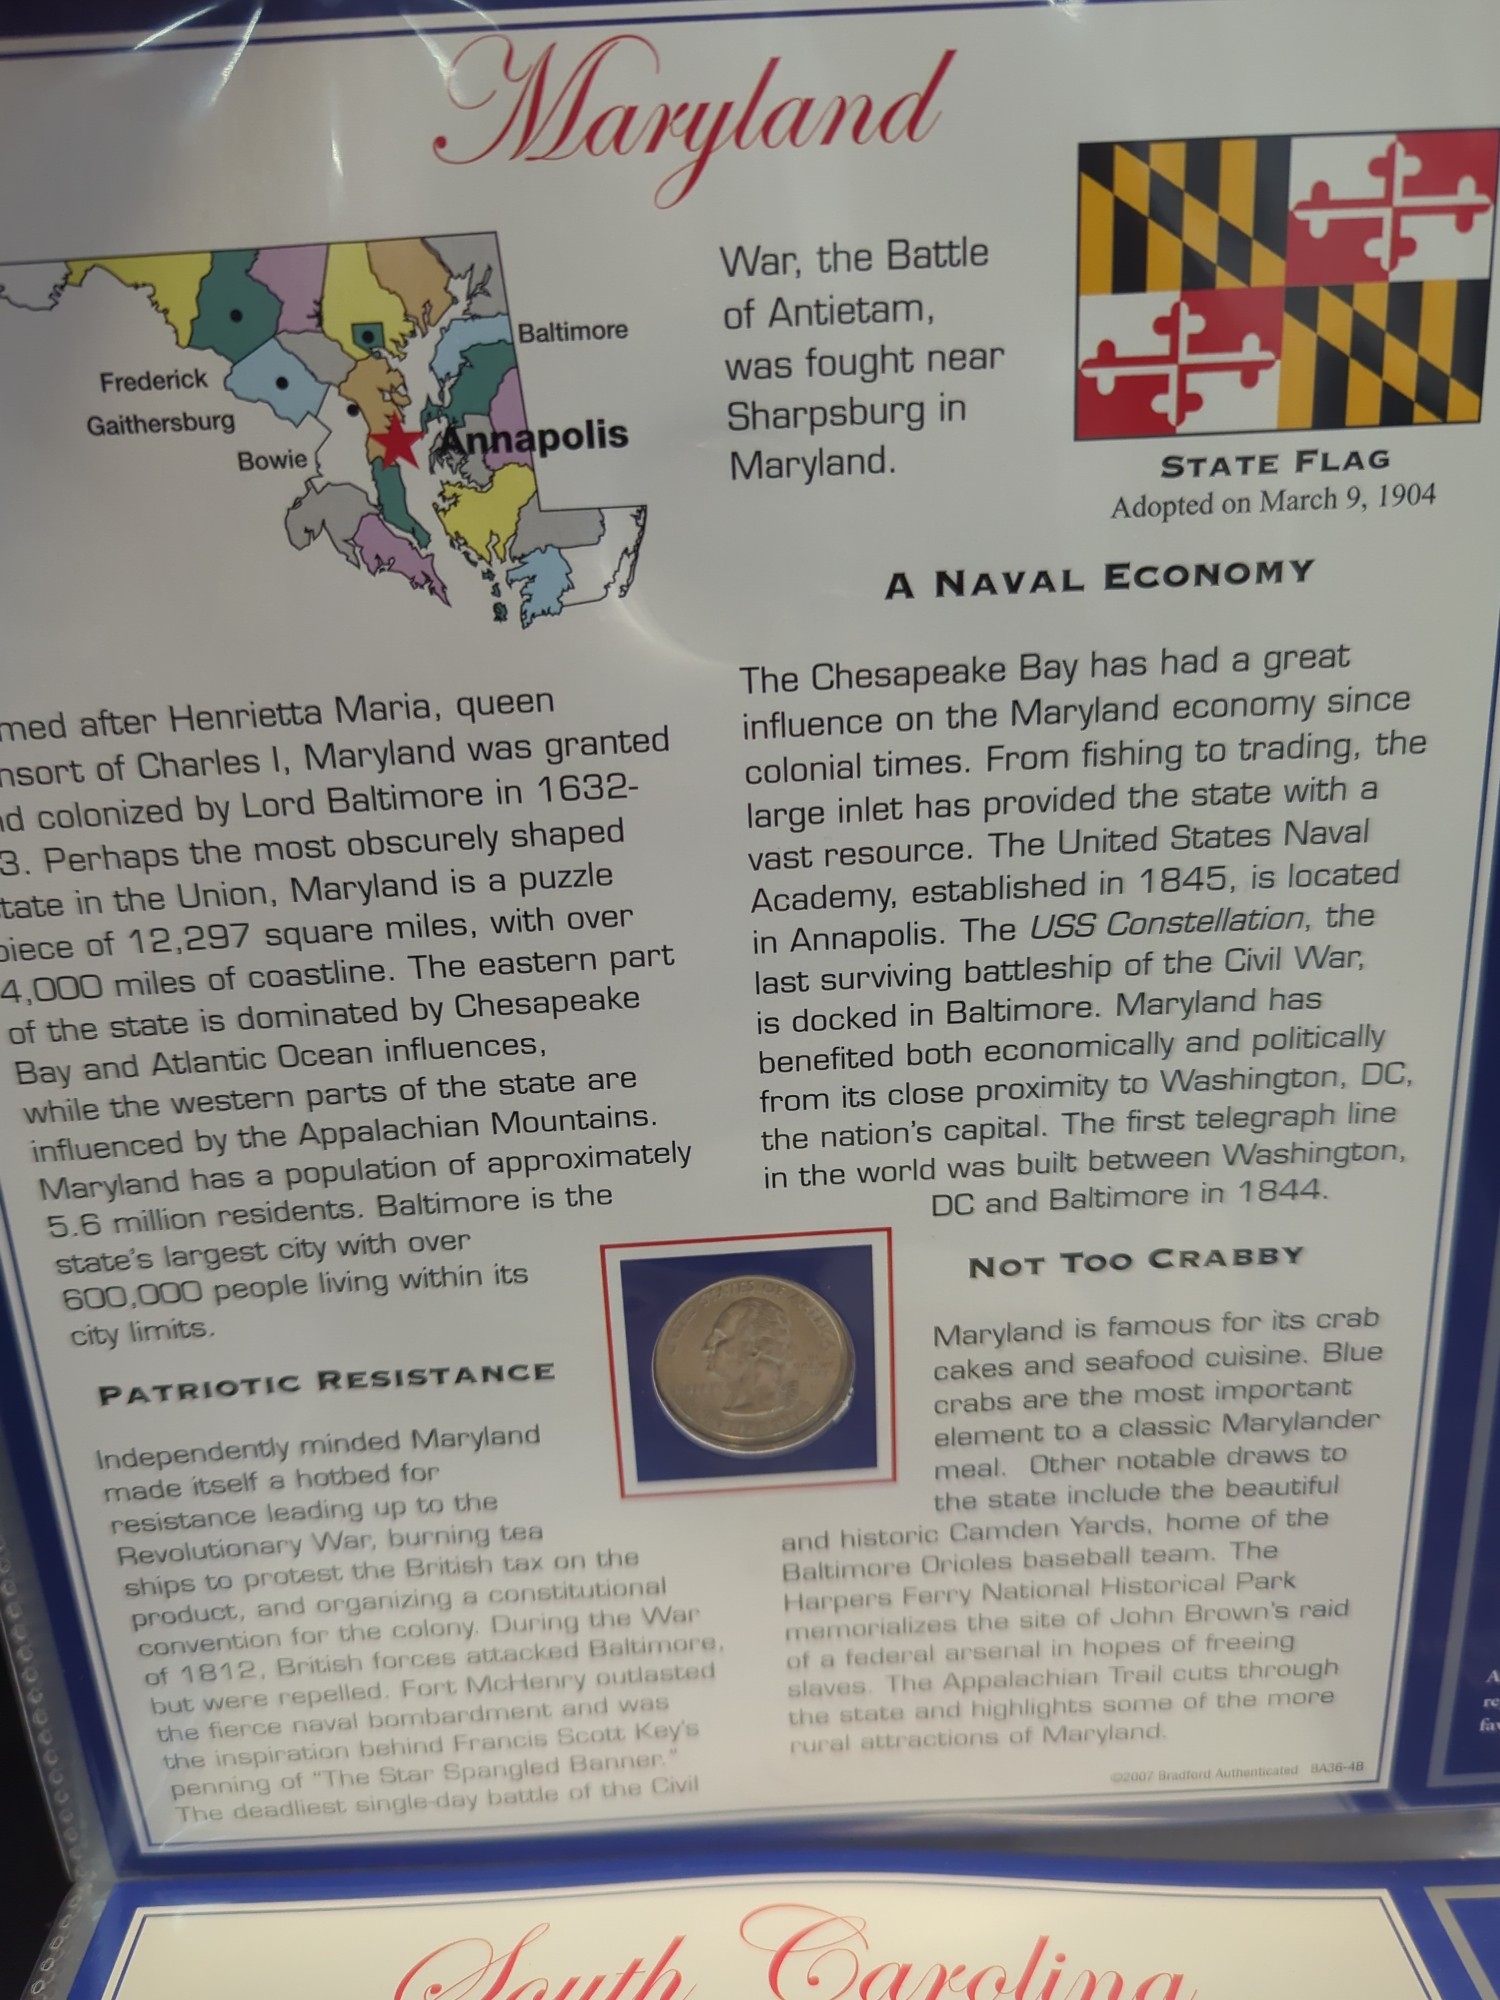 Maryland
Baltimore
Frederick
Gaithersburg
Bowie
Annapolis
med after Henrietta Maria, queen
nsort of Charles I, Maryland was granted
d colonized by Lord Baltimore in 1632-
3. Perhaps the most obscurely shaped
tate in the Union, Maryland is a puzzle
piece of 12,297 square miles, with over
4,000 miles of coastline. The eastern part
of the state is dominated by Chesapeake
Bay and Atlantic Ocean influences,
while the western parts of the state are
influenced by the Appalachian Mountains.
Maryland has a population of approximately
5.6 million residents. Baltimore is the
state's largest city with over
600,000 people living within its
city limits.
PATRIOTIC RESISTANCE
Independently minded Maryland
made itself a hotbed for
resistance leading up to the
Revolutionary War, burning tea
ships to protest the British tax on the
product, and organizing a constitutional
convention for the colony. During the War
of 1812, British forces attacked Baltimore,
but were repelled. Fort McHenry outlasted
the fierce naval bombardment and was
the inspiration behind Francis Scott Key's
penning of "The Star Spangled Banner."
The deadliest single-day battle of the Civil
War, the Battle
of Antietam,
was fought near
Sharpsburg in
Maryland.
STATE FLAG
Adopted on March 9, 1904
A NAVAL ECONOMY
The Chesapeake Bay has had a great
influence on the Maryland economy since
colonial times. From fishing to trading, the
large inlet has provided the state with a
vast resource. The United States Naval
Academy, established in 1845, is located
in Annapolis. The USS Constellation, the
last surviving battleship of the Civil War,
is docked in Baltimore. Maryland has
benefited both economically and politically
from its close proximity to Washington, DC,
the nation's capital. The first telegraph line
in the world was built between Washington,
DC and Baltimore in 1844.
NOT TOO CRABBY
Maryland is famous for its crab
cakes and seafood cuisine. Blue
crabs are the most important
element to a classic Marylander
meal. Other notable draws to
the state include the beautiful
and historic Camden Yards, home of the
Baltimore Orioles baseball team. The
Harpers Ferry National Historical Park
memorializes the site of John Brown's raid
of a federal arsenal in hopes of freeing
slaves. The Appalachian Trail cuts through
the state and highlights some of the more
rural attractions of Maryland.
©2007 Bradford Authenticated BA36-4B
South Carolina